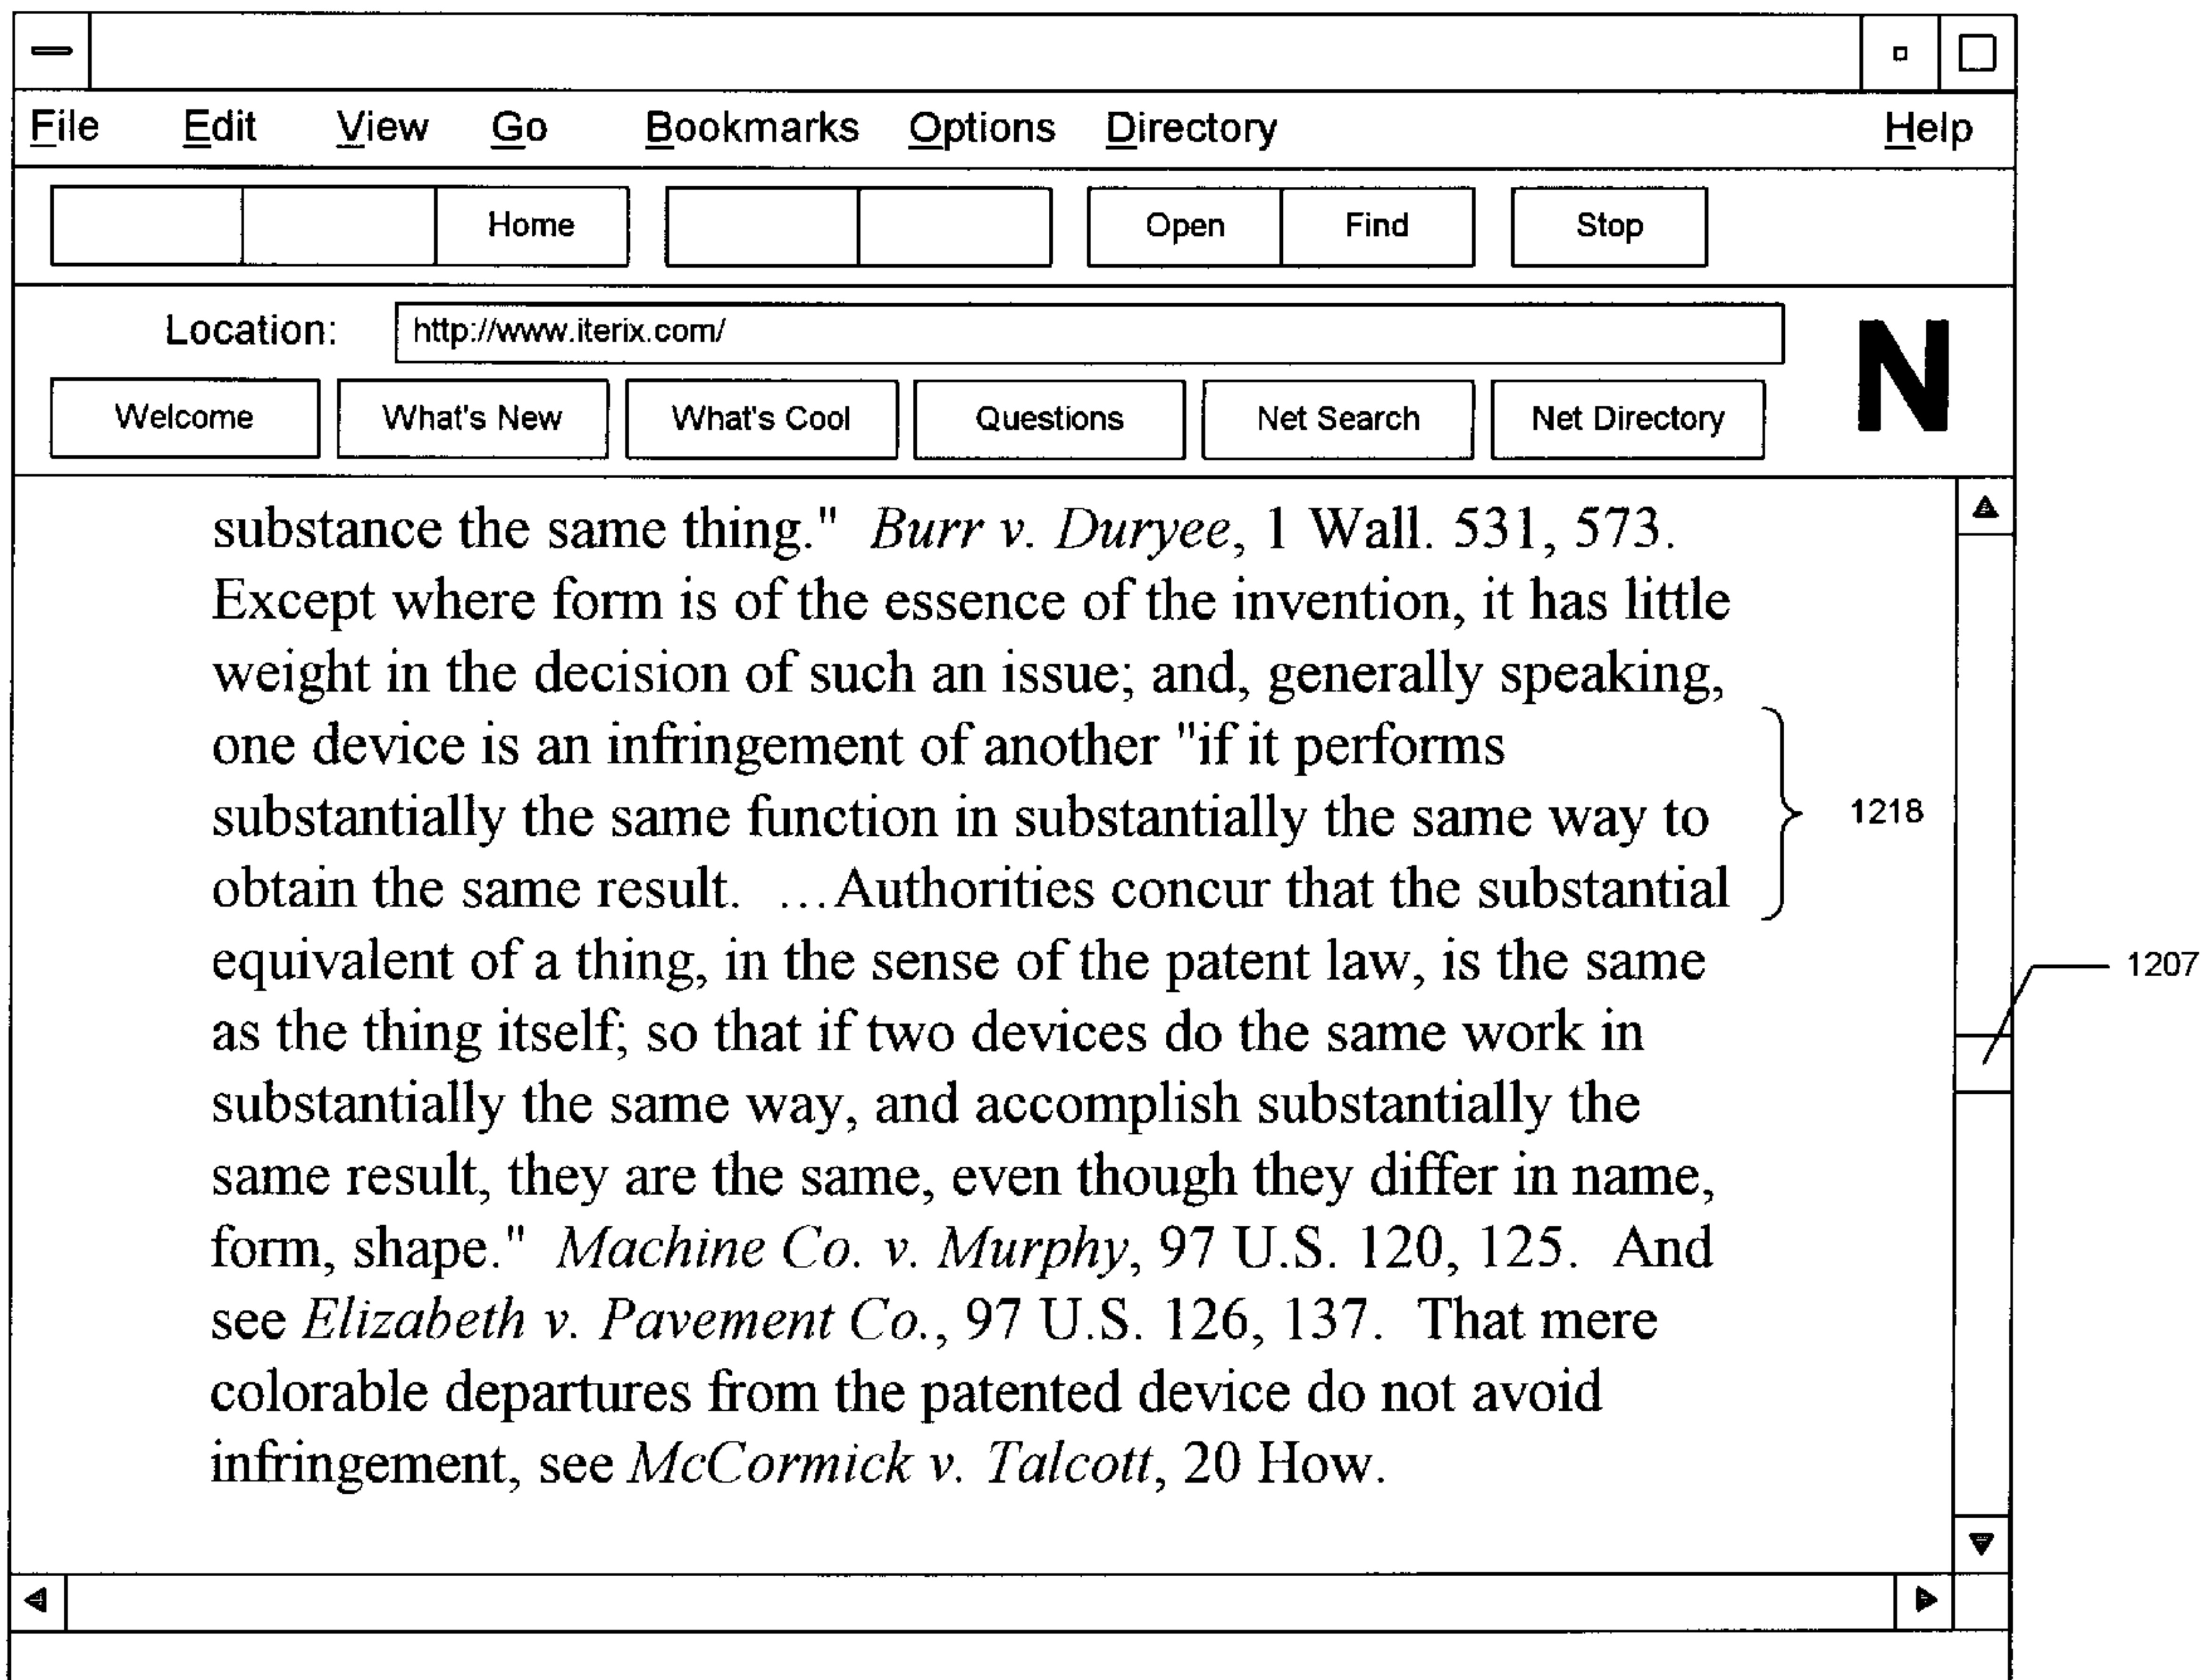 File Edit View Go Bookmarks Options Directory Help
Home Open Find Stop
Location: http://www.iterix.com/
N
Welcome What's New What's Cool Questions Net Search Net Directory
substance the same thing." Burr v. Duryee, 1 Wall. 531, 573.
Except where form is of the essence of the invention, it has little
weight in the decision of such an issue; and, generally speaking,
one device is an infringement of another "if it performs
substantially the same function in substantially the same way to
1218
obtain the same result. …Authorities concur that the substantial
equivalent of a thing, in the sense of the patent law, is the same
1207
as the thing itself; so that if two devices do the same work in
substantially the same way, and accomplish substantially the
same result, they are the same, even though they differ in name,
form, shape." Machine Co. v. Murphy, 97 U.S. 120, 125. And
see Elizabeth v. Pavement Co., 97 U.S. 126, 137. That mere
colorable departures from the patented device do not avoid
infringement, see McCormick v. Talcott, 20 How.